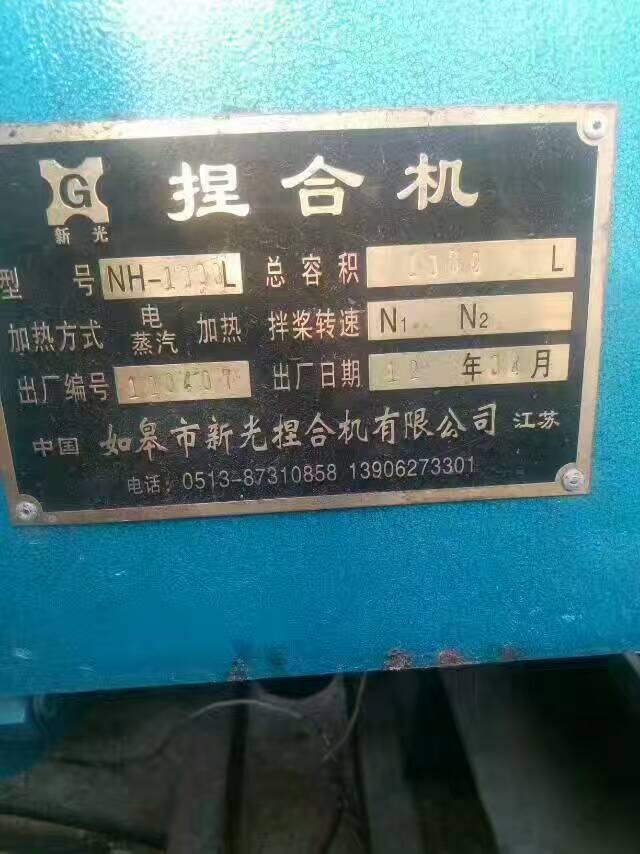 G
新光
捏合机
型 号 NH- L 总容积 L
加热方式 电 蒸汽 加热 拌桨转速 N1 N2
出厂编号 出厂日期 12 年 月
中国 如皋市新光捏合机有限公司 江苏
电话: 0513-87310858 13906273301